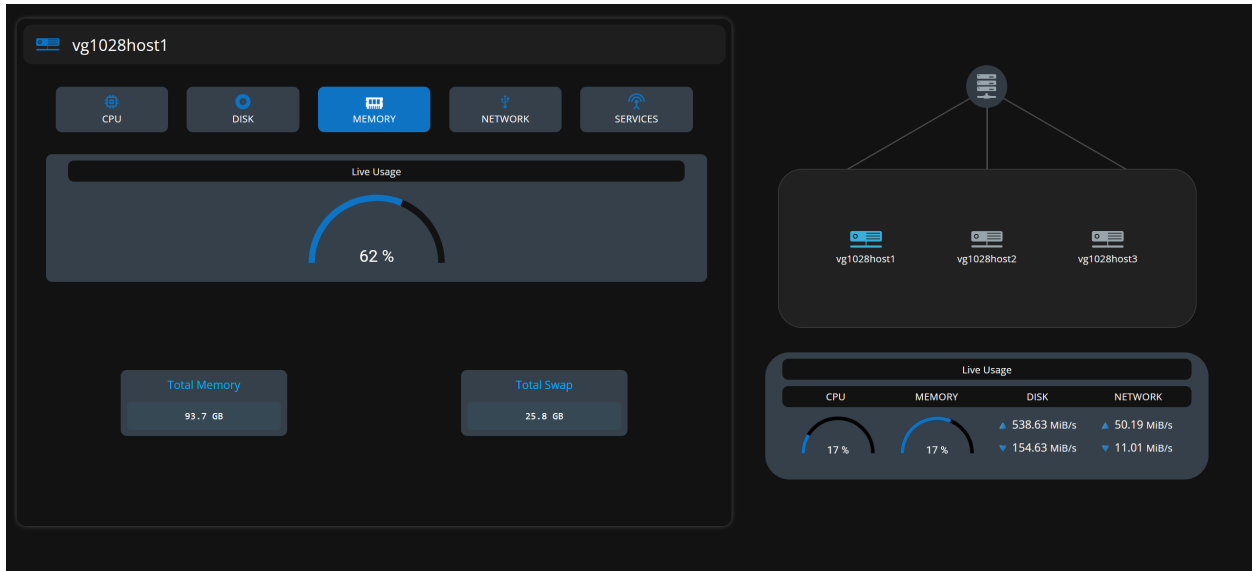 vg1028host1
CPU
DISK
MEMORY
NETWORK
SERVICES
Live Usage
62 %
Total Memory
93.7 GB
Total Swap
25.8 GB
vg1028host1
vg1028host2
vg1028host3
Live Usage
CPU MEMORY DISK NETWORK
17 % 17 %
538.63 MiB/s 50.19 MiB/s
154.63 MiB/s 11.01 MiB/s